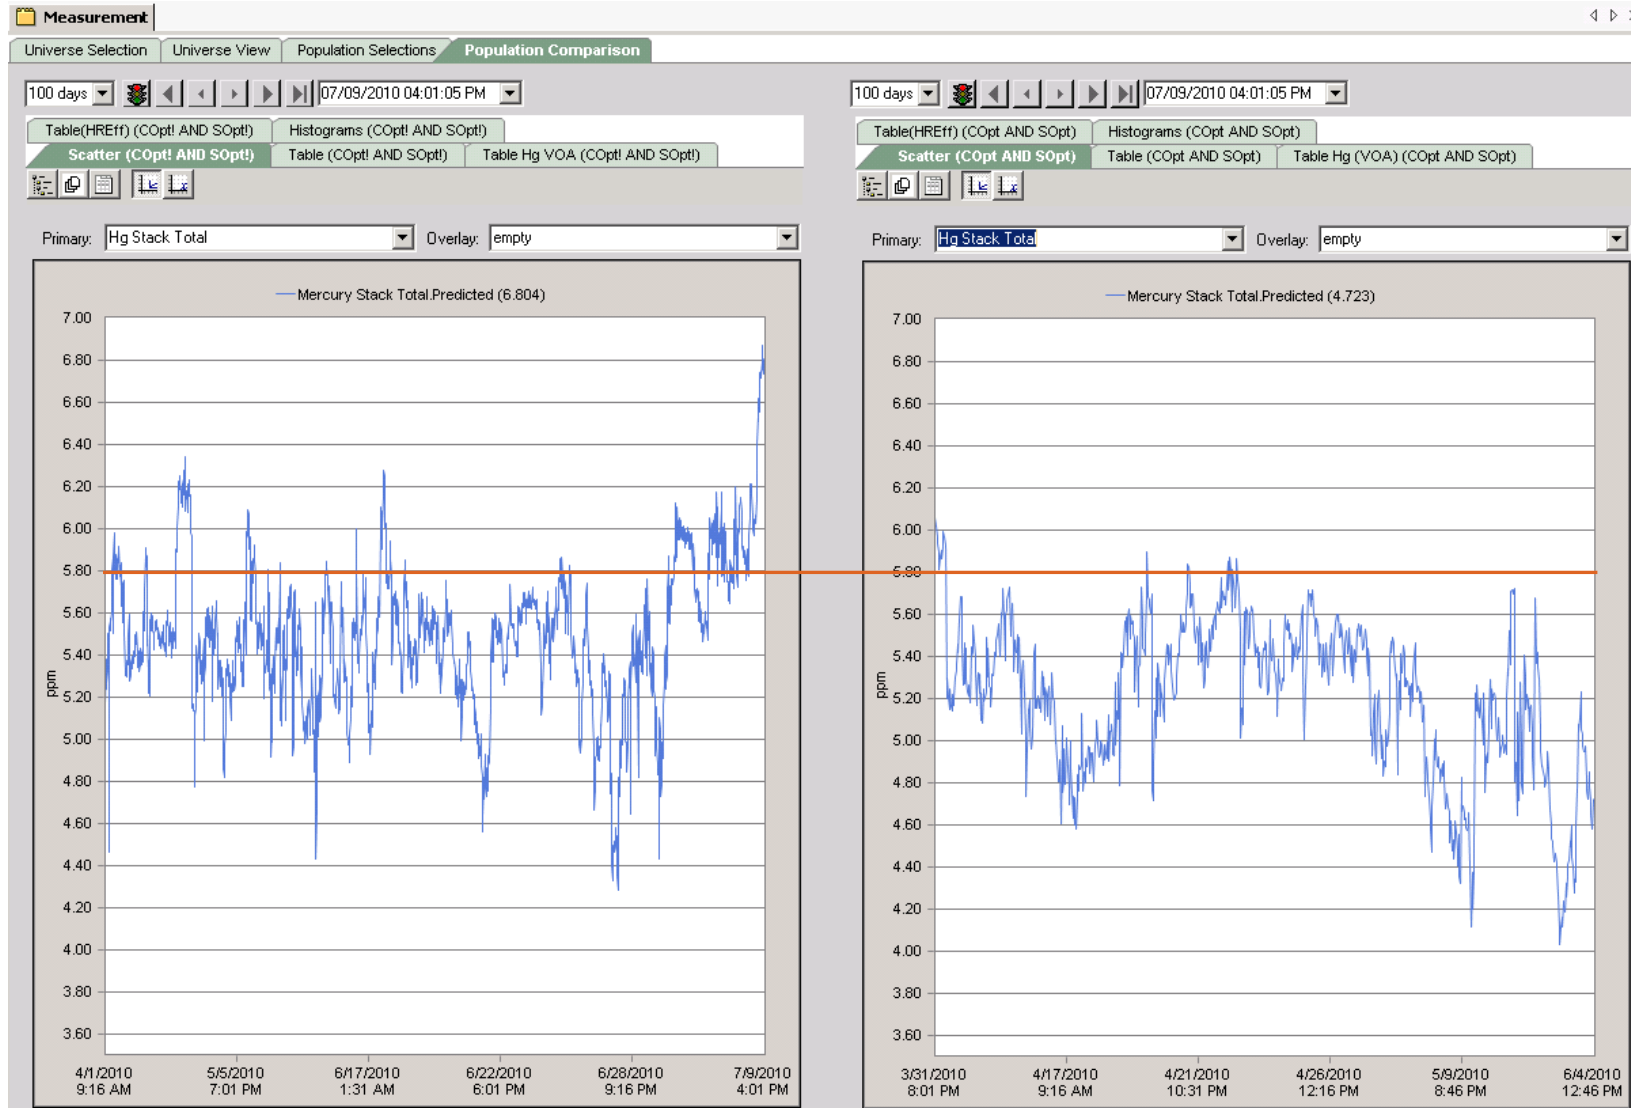 Measurement
Universe Selection Universe View Population Selections Population Comparison
100 days 07/09/2010 04:01:05 PM
Table(HREff) (COpt! AND SOpt!) Histograms (COpt! AND SOpt!)
Scatter (COpt! AND SOpt!) Table (COpt! AND SOpt!) Table Hg VOA (COpt! AND SOpt!)
Primary: Hg Stack Total Overlay: empty
Mercury Stack Total.Predicted (6.804)
7.00
6.80
6.60
6.40
6.20
6.00
5.80
5.60
5.40
5.20
5.00
4.80
4.60
4.40
4.20
4.00
3.80
3.60
ppm
4/1/2010 5/5/2010 6/17/2010 6/22/2010 6/28/2010 7/9/2010
9:16 AM 7:01 PM 1:31 AM 6:01 PM 9:16 PM 4:01 PM
100 days 07/09/2010 04:01:05 PM
Table(HREff) (COpt AND SOpt) Histograms (COpt AND SOpt)
Scatter (COpt AND SOpt) Table (COpt AND SOpt) Table Hg (VOA) (COpt AND SOpt)
Primary: Hg Stack Total Overlay: empty
Mercury Stack Total.Predicted (4.723)
7.00
6.80
6.60
6.40
6.20
6.00
5.80
5.60
5.40
5.20
5.00
4.80
4.60
4.40
4.20
4.00
3.80
3.60
ppm
3/31/2010 4/17/2010 4/21/2010 4/26/2010 5/9/2010 6/4/2010
8:01 PM 9:16 AM 10:31 PM 12:16 PM 8:46 PM 12:46 PM